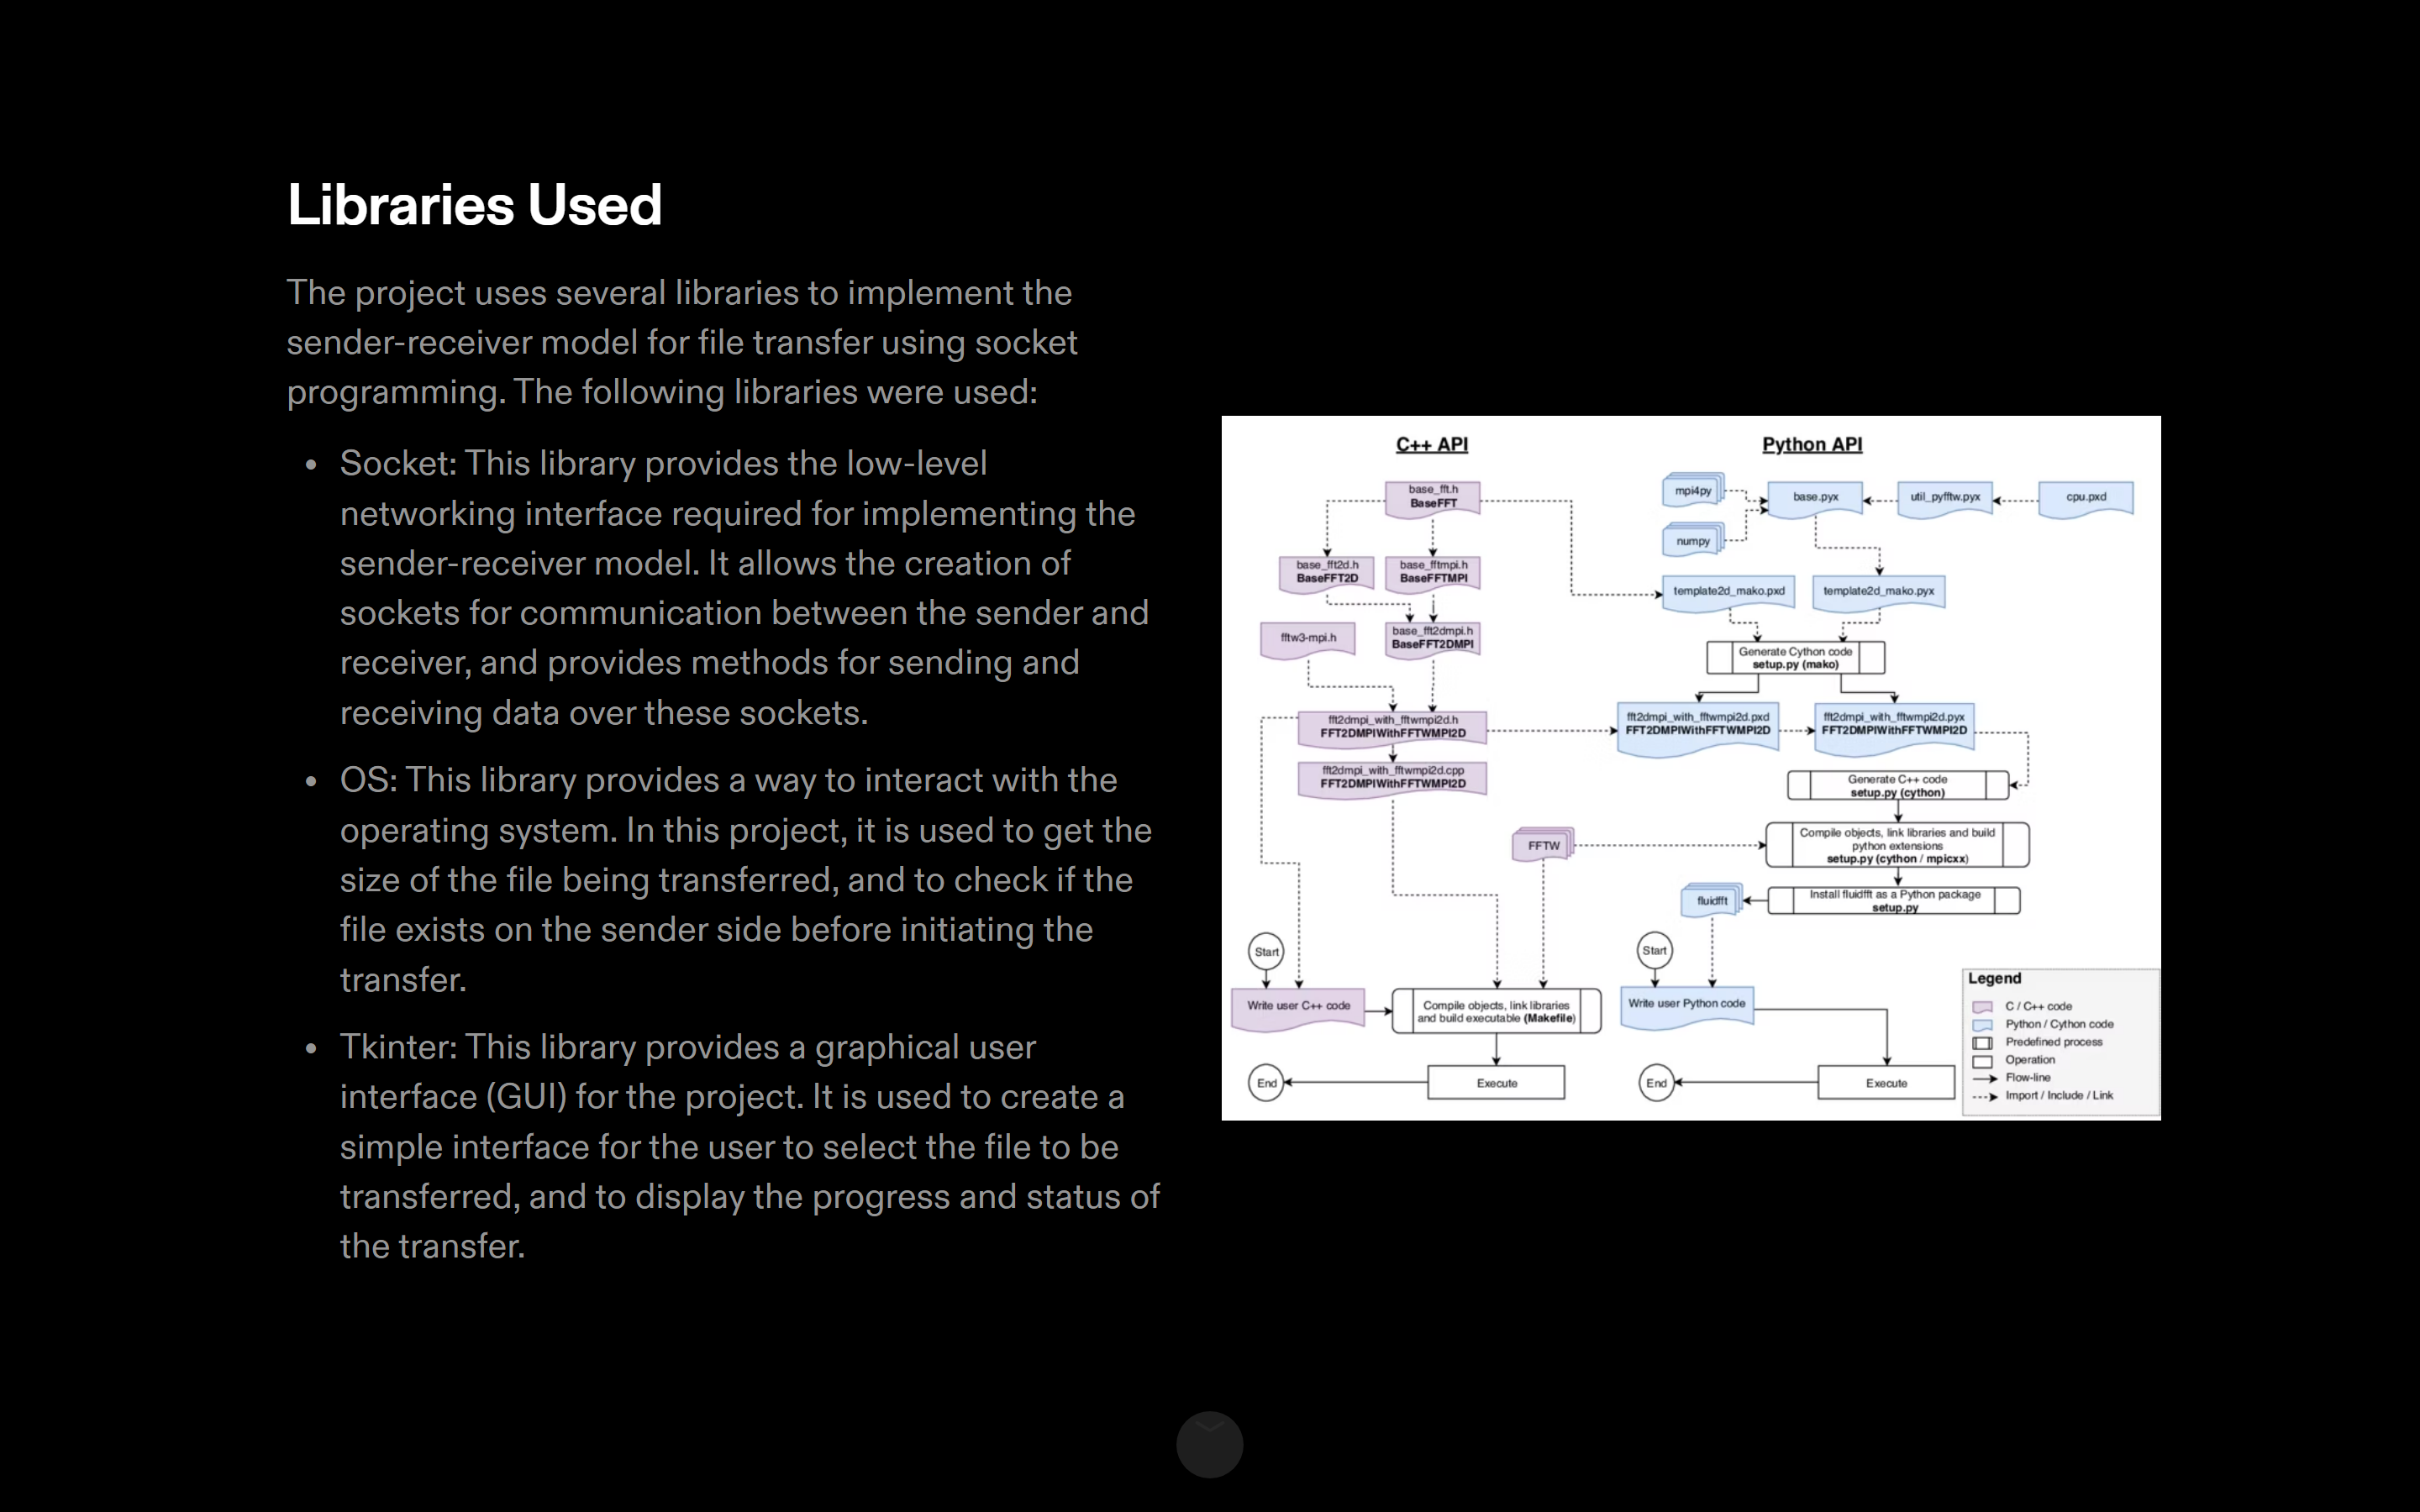 Libraries Used
The project uses several libraries to implement the
sender-receiver model for file transfer using socket
programming. The following libraries were used:
• Socket: This library provides the low-level
networking interface required for implementing the
sender-receiver model. It allows the creation of
sockets for communication between the sender and
receiver, and provides methods for sending and
receiving data over these sockets.
• OS: This library provides a way to interact with the
operating system. In this project, it is used to get the
size of the file being transferred, and to check if the
file exists on the sender side before initiating the
transfer.
• Tkinter: This library provides a graphical user
interface (GUI) for the project. It is used to create a
simple interface for the user to select the file to be
transferred, and to display the progress and status of
the transfer.
C++ API
base_fft.h
BaseFFT
base_fft2d.h
BaseFFT2D
base_fftmpi.h
BaseFFTMPI
fftw3-mpi.h
base_fft2dmpi.h
BaseFFT2DMPI
fft2dmpi_with_fftwmpi2d.h
FFT2DMPIWithFFTWMPI2D
fft2dmpi_with_fftwmpi2d.cpp
FFT2DMPIWithFFTWMPI2D
FFTW
Start
Write user C++ code
Compile objects, link libraries
and build executable (Makefile)
End
Execute
Python API
mpi4py
base.pyx
util_pyfftw.pyx
cpu.pxd
numpy
template2d_mako.pxd
template2d_mako.pyx
Generate Cython code
setup.py (mako)
fft2dmpi_with_fftwmpi2d.pxd
FFT2DMPIWithFFTWMPI2D
fft2dmpi_with_fftwmpi2d.pyx
FFT2DMPIWithFFTWMPI2D
Generate C++ code
setup.py (cython)
Compile objects, link libraries and build
python extensions
setup.py (cython / mpicxx)
fluidfft
Install fluidfft as a Python package
setup.py
Start
Write user Python code
End
Execute
Legend
C / C++ code
Python / Cython code
Predefined process
Operation
Flow-line
Import / Include / Link